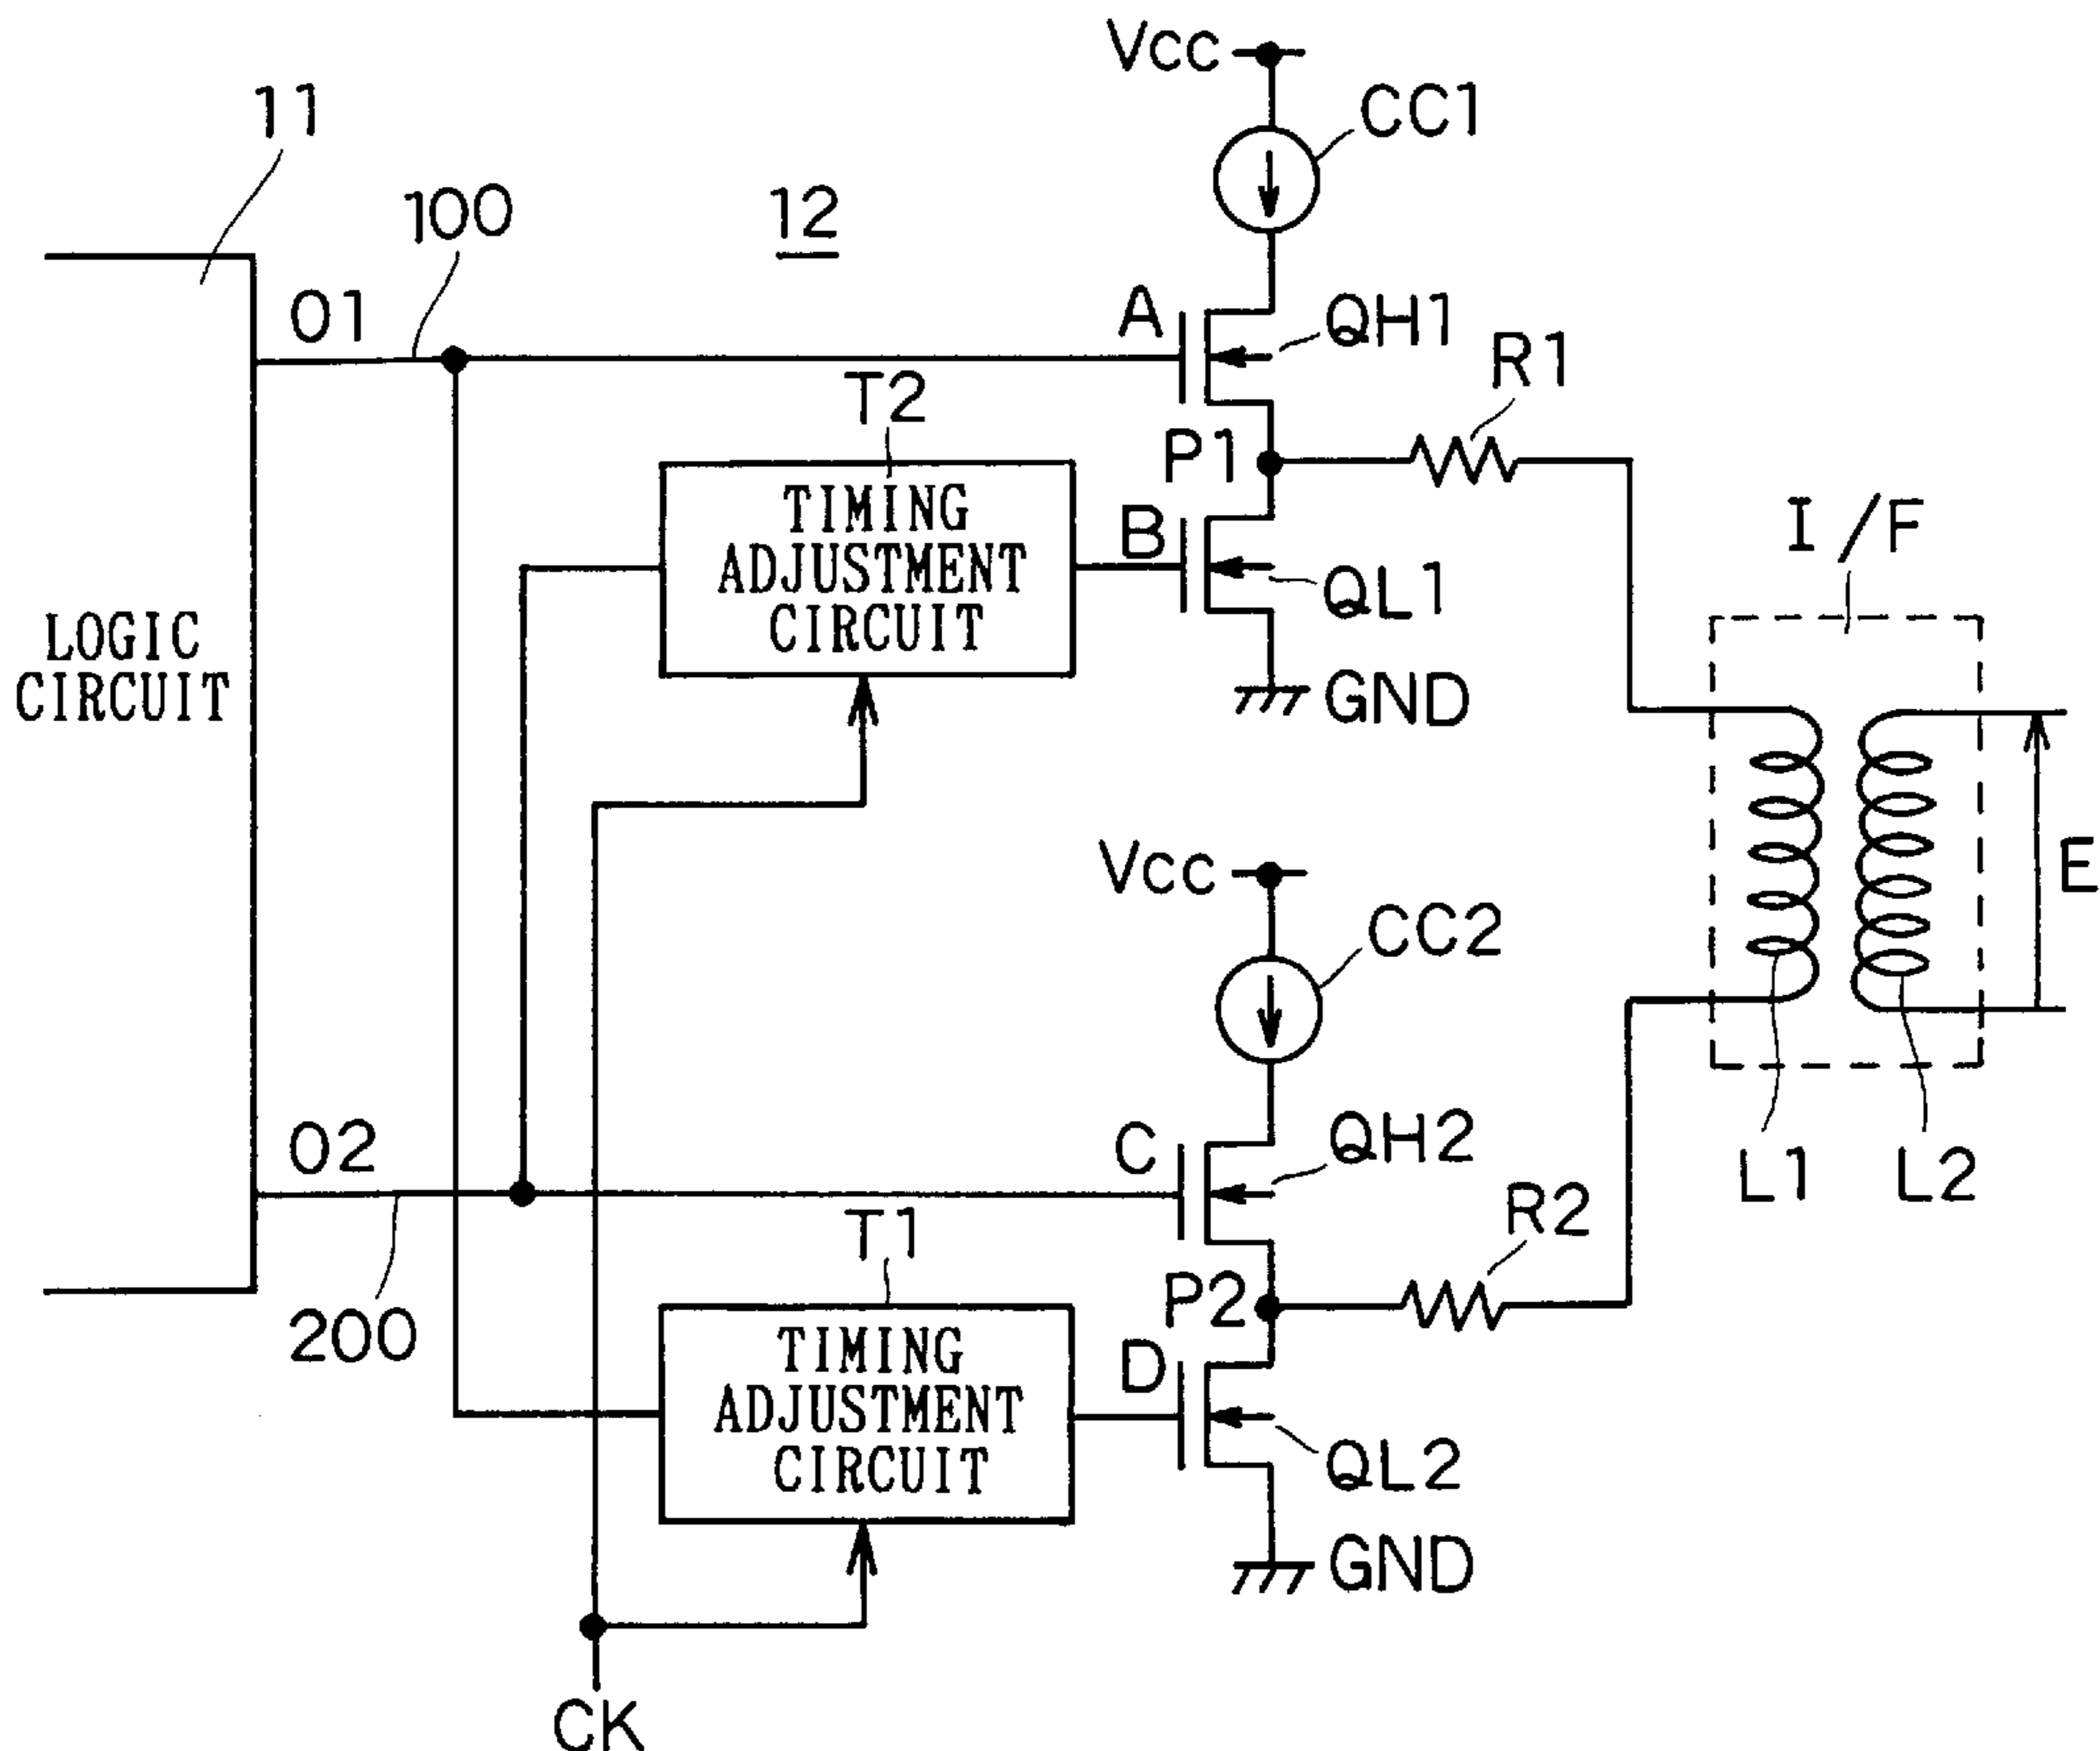 Vcc
CC1
11
100
12
O1
A
QH1
R1
T2
P1
I/F
TIMING
ADJUSTMENT
CIRCUIT
B
QL1
LOGIC
CIRCUIT
GND
Vcc
E
CC2
O2
C
QH2
L1
L2
T1
R2
P2
200
TIMING
ADJUSTMENT
CIRCUIT
D
QL2
GND
CK